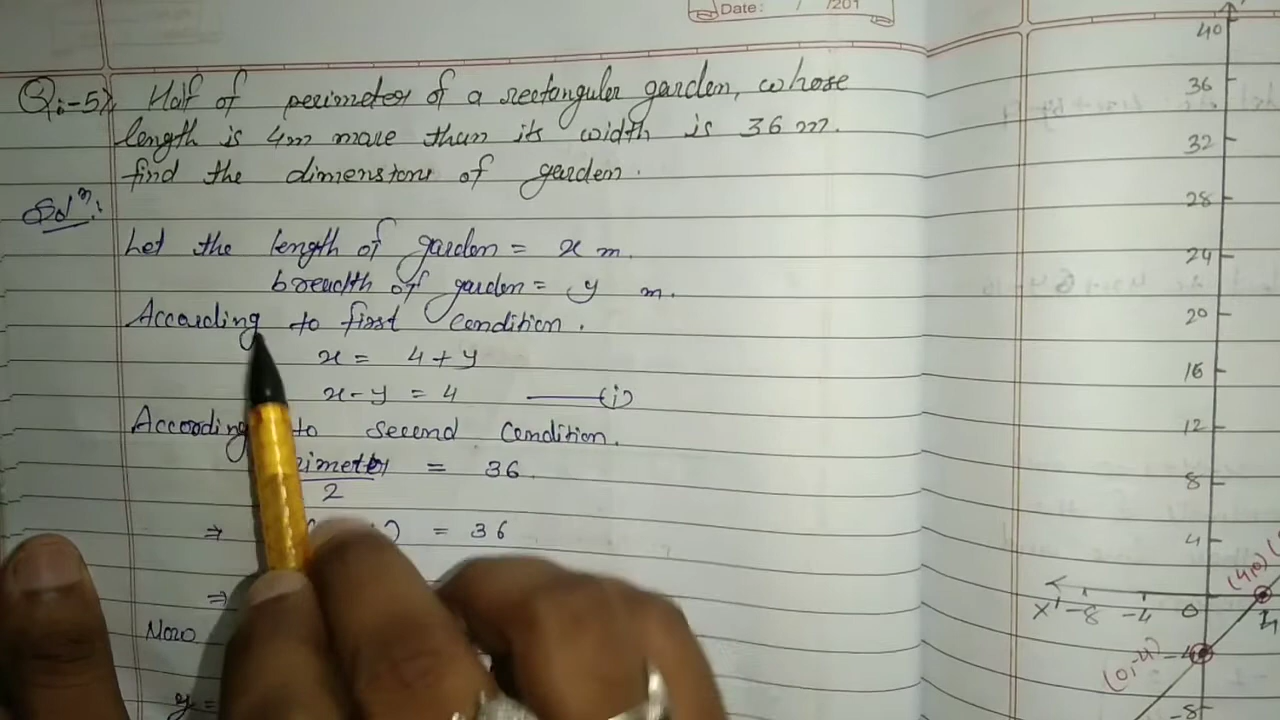 Date: / /201
Q:-5) Half of perimeter of a rectangular garden, whose
length is 4m more than its width is 36 m.
find the dimensions of garden.
Solⁿ:
Let the length of garden = x m.
breadth of garden = y m.
According to first Condition.
x = 4 + y
x - y = 4 —(i)
According to second Condition.
= 36
2
⇒ = 36
⇒
Now
y =
40
36
32
28
24
20
16
12
8
4
X' -8 -4 0 4
(4,0)
(0,-4) -4
-8